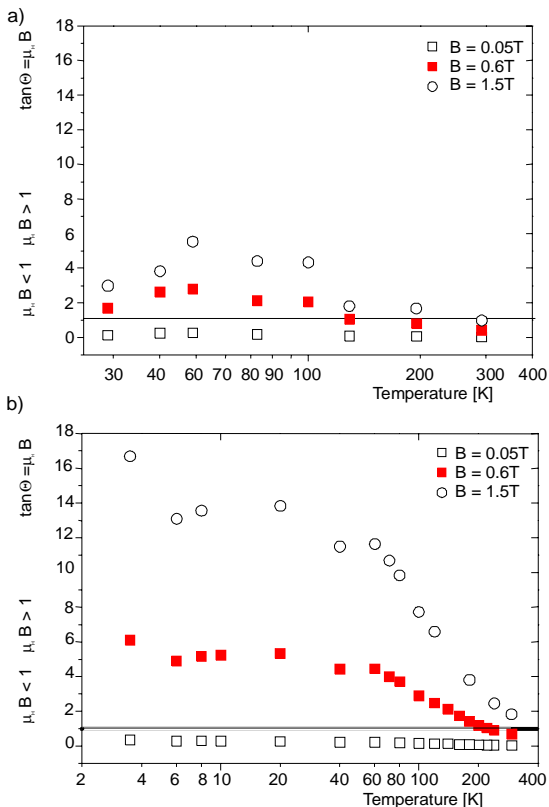 a)
18
16
14
12
10
8
6
4
2
0
tanΘ=μH B
μH B < 1 μH B > 1
B = 0.05T
B = 0.6T
B = 1.5T
30 40 50 60 70 80 90 100 200 300 400
Temperature [K]
b)
18
16
14
12
10
8
6
4
2
0
tanΘ=μH B
μH B < 1 μH B > 1
B = 0.05T
B = 0.6T
B = 1.5T
2 4 6 8 10 20 40 60 80 100 200 400
Temperature [K]